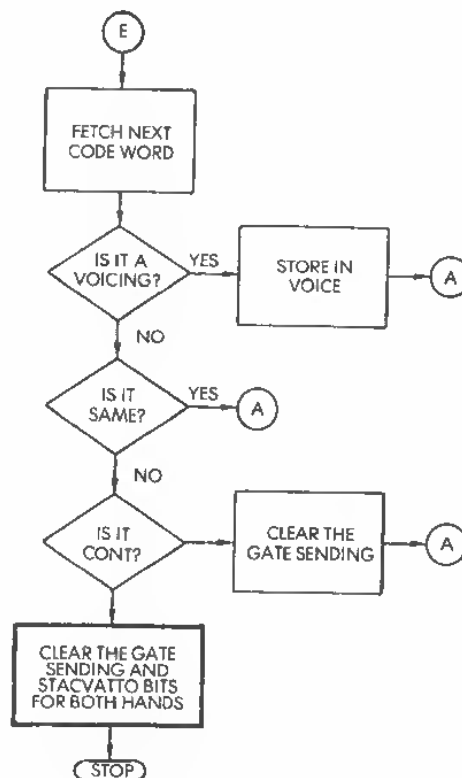 E
FETCH NEXT
CODE WORD
IS IT A
VOICING?
YES
STORE IN
VOICE
A
NO
IS IT
SAME?
YES
A
NO
IS IT
CONT?
CLEAR THE
GATE SENDING
A
CLEAR THE GATE
SENDING AND
STACVATTO BITS
FOR BOTH HANDS
STOP